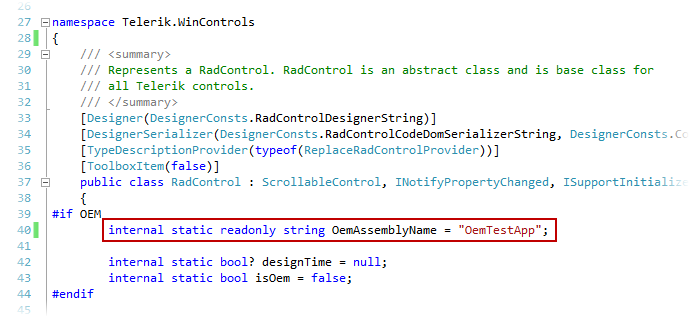 26
27 namespace Telerik.WinControls
28 {
29 /// <summary>
30 /// Represents a RadControl. RadControl is an abstract class and is base class for
31 /// all Telerik controls.
32 /// </summary>
33 [Designer(DesignerConsts.RadControlDesignerString)]
34 [DesignerSerializer(DesignerConsts.RadControlCodeDomSerializerString, DesignerConsts.Co
35 [TypeDescriptionProvider(typeof(ReplaceRadControlProvider))]
36 [ToolboxItem(false)]
37 public class RadControl : ScrollableControl, INotifyPropertyChanged, ISupportInitialize
38 {
39 #if OEM
40 internal static readonly string OemAssemblyName = "OemTestApp";
41
42 internal static bool? designTime = null;
43 internal static bool isOem = false;
44 #endif
45